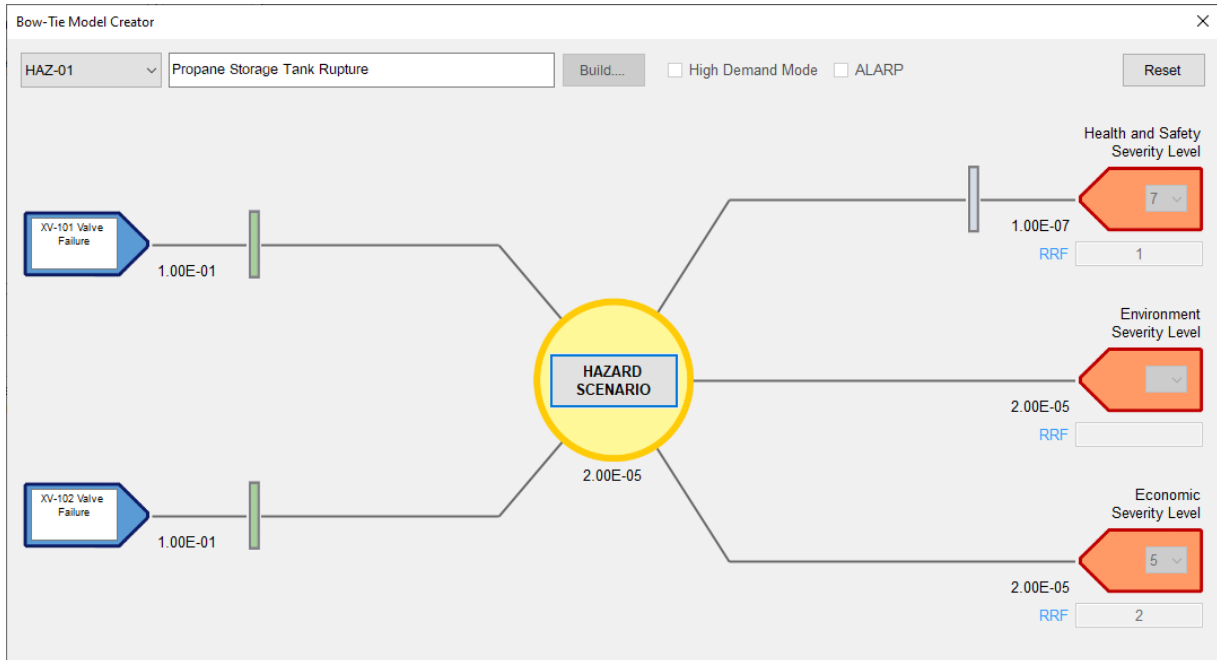 Bow-Tie Model Creator
HAZ-01
Propane Storage Tank Rupture
Build....
High Demand Mode
ALARP
Reset
Health and Safety
Severity Level
7
1.00E-07
RRF
1
XV-101 Valve
Failure
1.00E-01
Environment
Severity Level
HAZARD
SCENARIO
2.00E-05
RRF
2.00E-05
XV-102 Valve
Failure
1.00E-01
Economic
Severity Level
5
2.00E-05
RRF
2